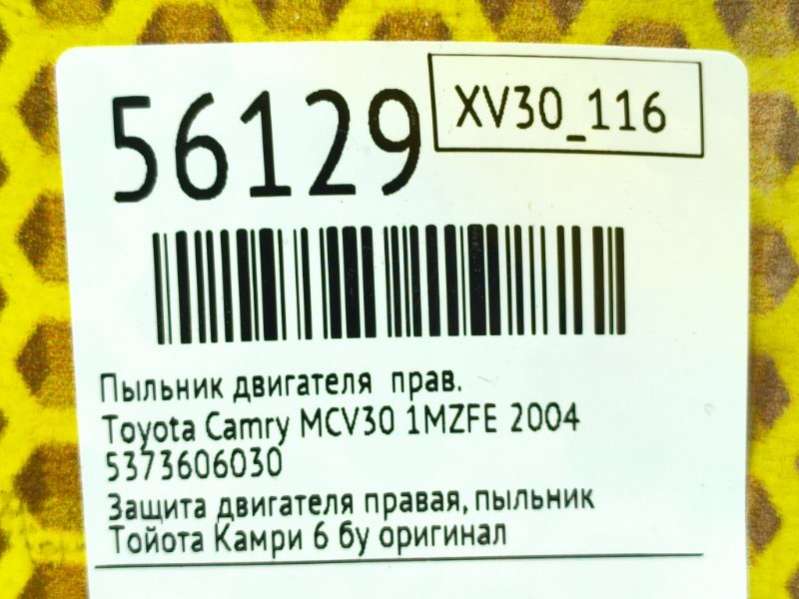 56129
XV30_116
Пыльник двигателя прав.
Toyota Camry MCV30 1MZFE 2004
5373606030
Защита двигателя правая, пыльник
Тойота Камри 6 бу оригинал